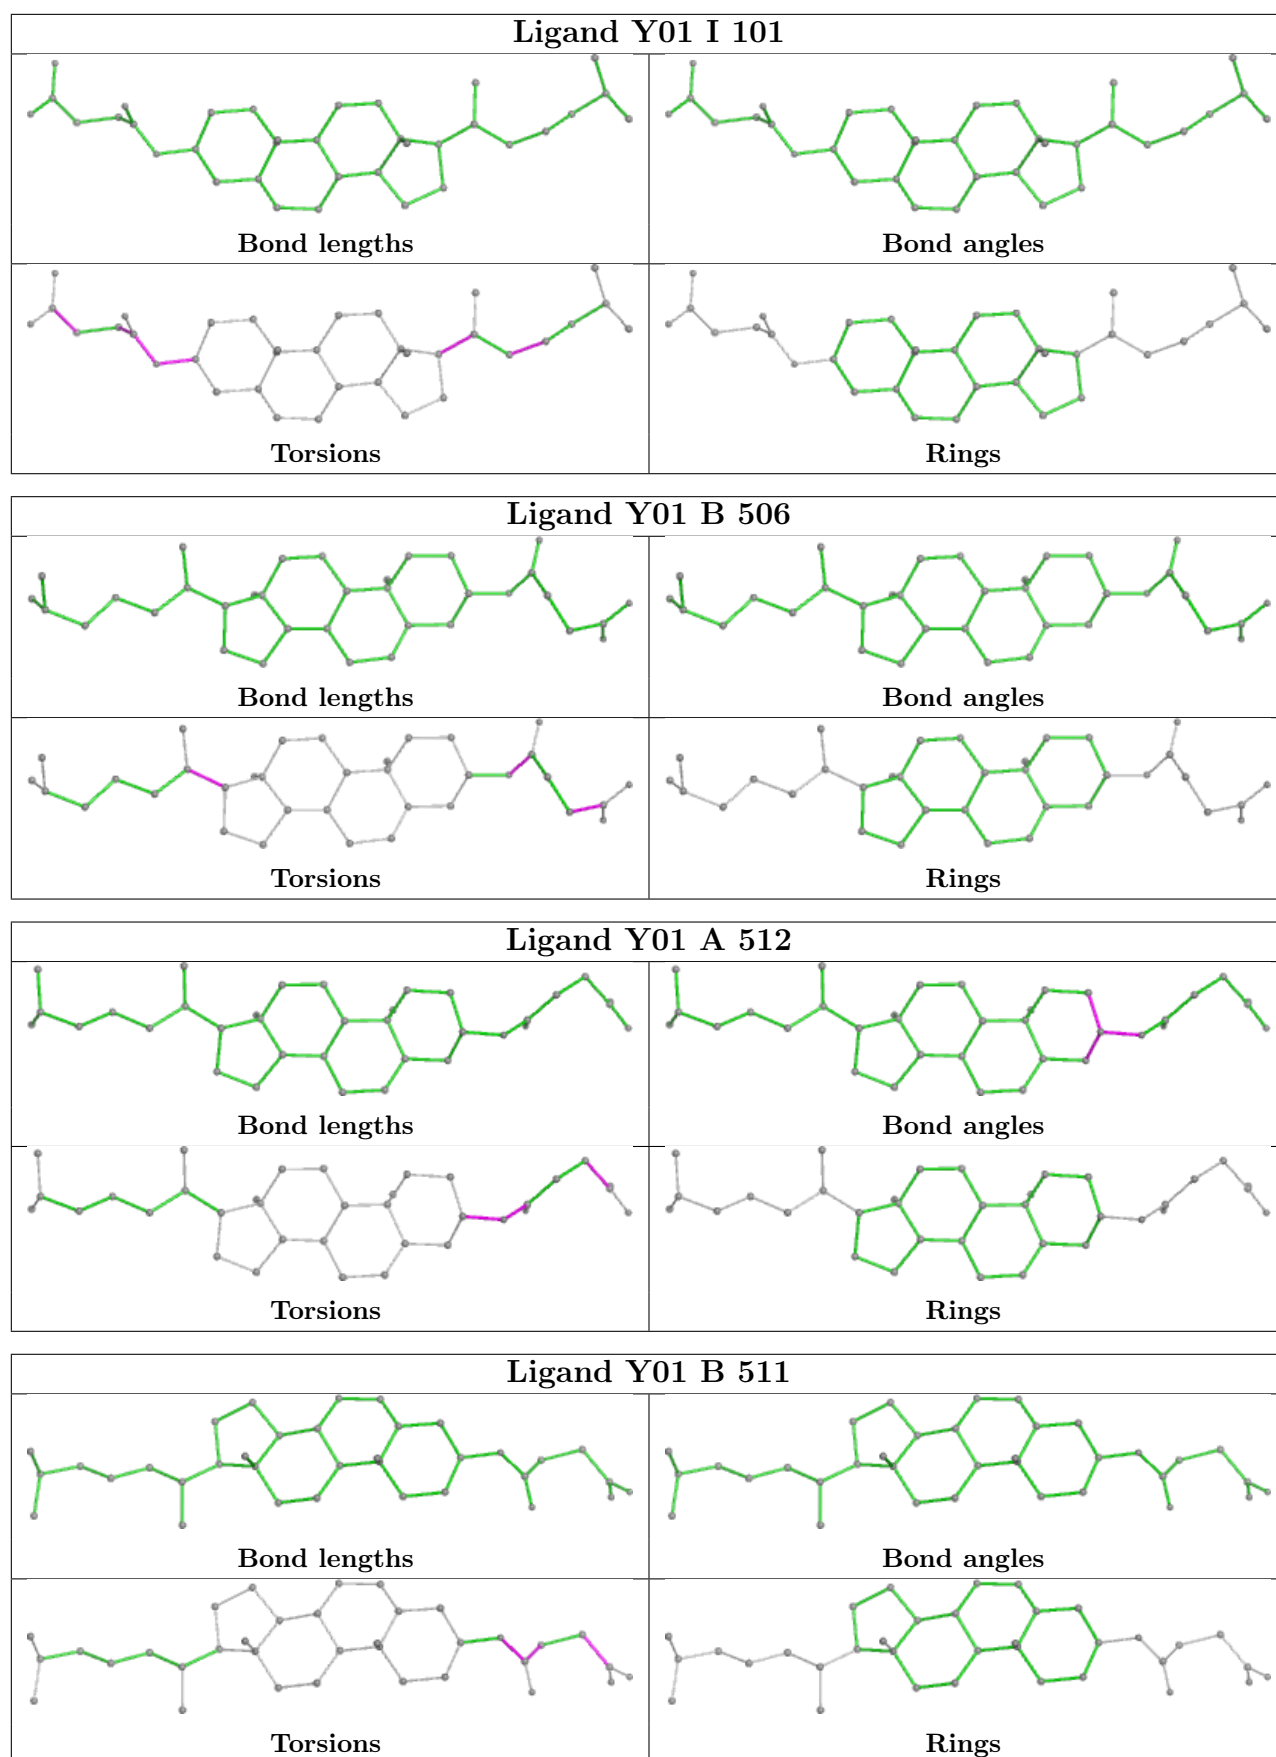 Ligand Y01 I 101
Bond lengths
Bond angles
Torsions
Rings
Ligand Y01 B 506
Bond lengths
Bond angles
Torsions
Rings
Ligand Y01 A 512
Bond lengths
Bond angles
Torsions
Rings
Ligand Y01 B 511
Bond lengths
Bond angles
Torsions
Rings